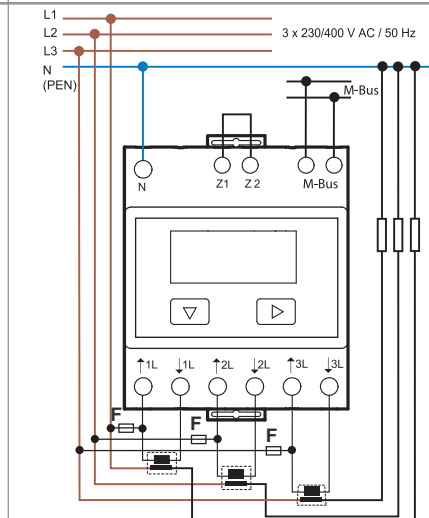 L1
L2
L3
3 x 230/400 V AC / 50 Hz
N
(PEN)
M-Bus
N
Z1
Z 2
M-Bus
↑1L
↓1L
↑2L
↓2L
↑3L
↓3L
F
F
F